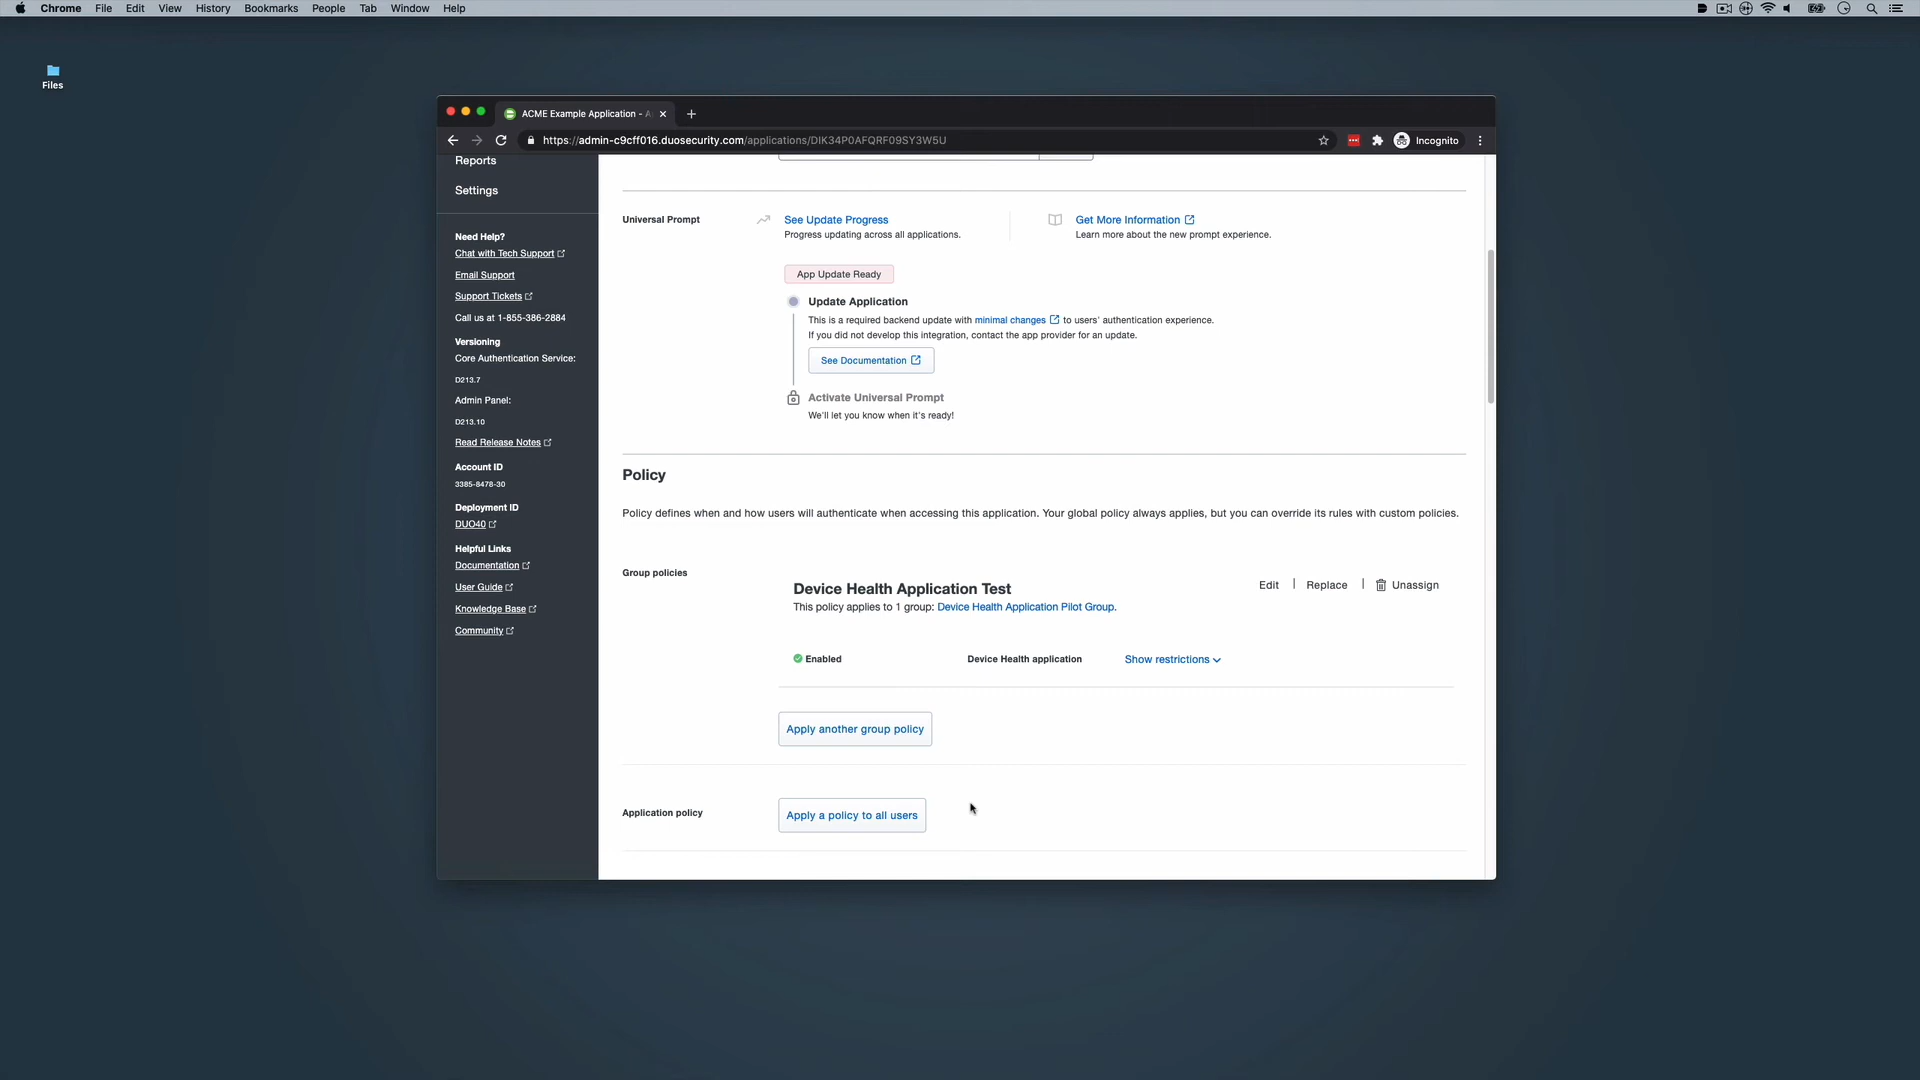 Chrome File Edit View History Bookmarks People Tab Window Help
Files
ACME Example Application - A
https://admin-c9cff016.duosecurity.com/applications/DIK34P0AFQRF09SY3W5U
Incognito
Reports
Settings
Need Help?
Chat with Tech Support
Email Support
Support Tickets
Call us at 1-855-386-2884
Versioning
Core Authentication Service:
D213.7
Admin Panel:
D213.10
Read Release Notes
Account ID
3385-8478-30
Deployment ID
DUO40
Helpful Links
Documentation
User Guide
Knowledge Base
Community
Universal Prompt
See Update Progress
Progress updating across all applications.
Get More Information
Learn more about the new prompt experience.
App Update Ready
Update Application
This is a required backend update with minimal changes to users' authentication experience.
If you did not develop this integration, contact the app provider for an update.
See Documentation
Activate Universal Prompt
We'll let you know when it's ready!
Policy
Policy defines when and how users will authenticate when accessing this application. Your global policy always applies, but you can override its rules with custom policies.
Group policies
Device Health Application Test
This policy applies to 1 group: Device Health Application Pilot Group.
Edit | Replace | Unassign
Enabled Device Health application Show restrictions
Apply another group policy
Application policy
Apply a policy to all users